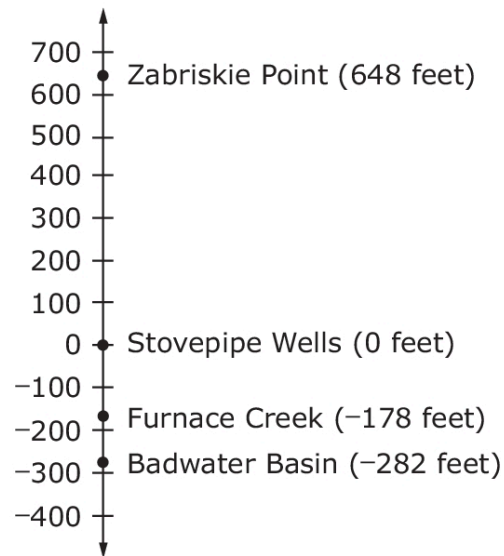 700
Zabriskie Point (648 feet)
600
500
400
300
200
100
0 Stovepipe Wells (0 feet)
−100
Furnace Creek (−178 feet)
−200
Badwater Basin (−282 feet)
−300
−400